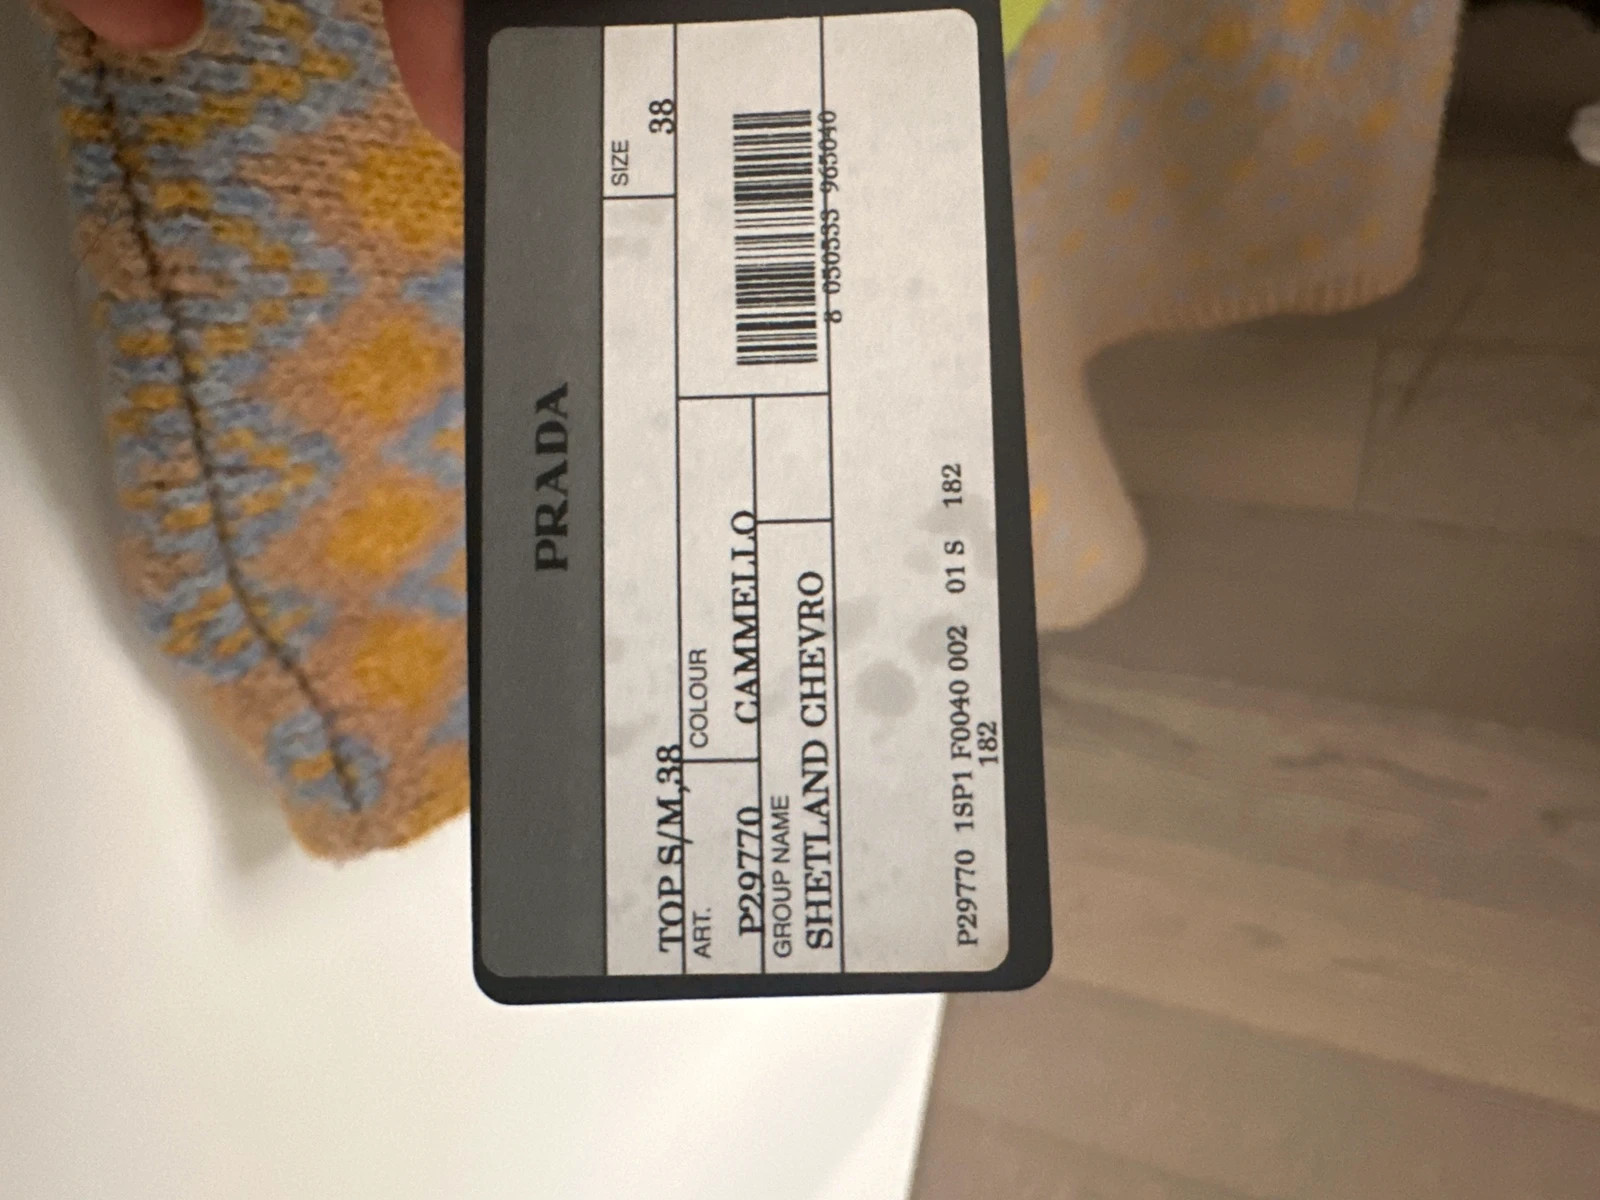 PRADA
SIZE
38
TOP S/M,38
ART.
COLOUR
P29770
CAMMELLO
GROUP NAME
SHETLAND CHEVRO
8 050533 965040
P29770 1SP1 F0040 002 01 S 182
182